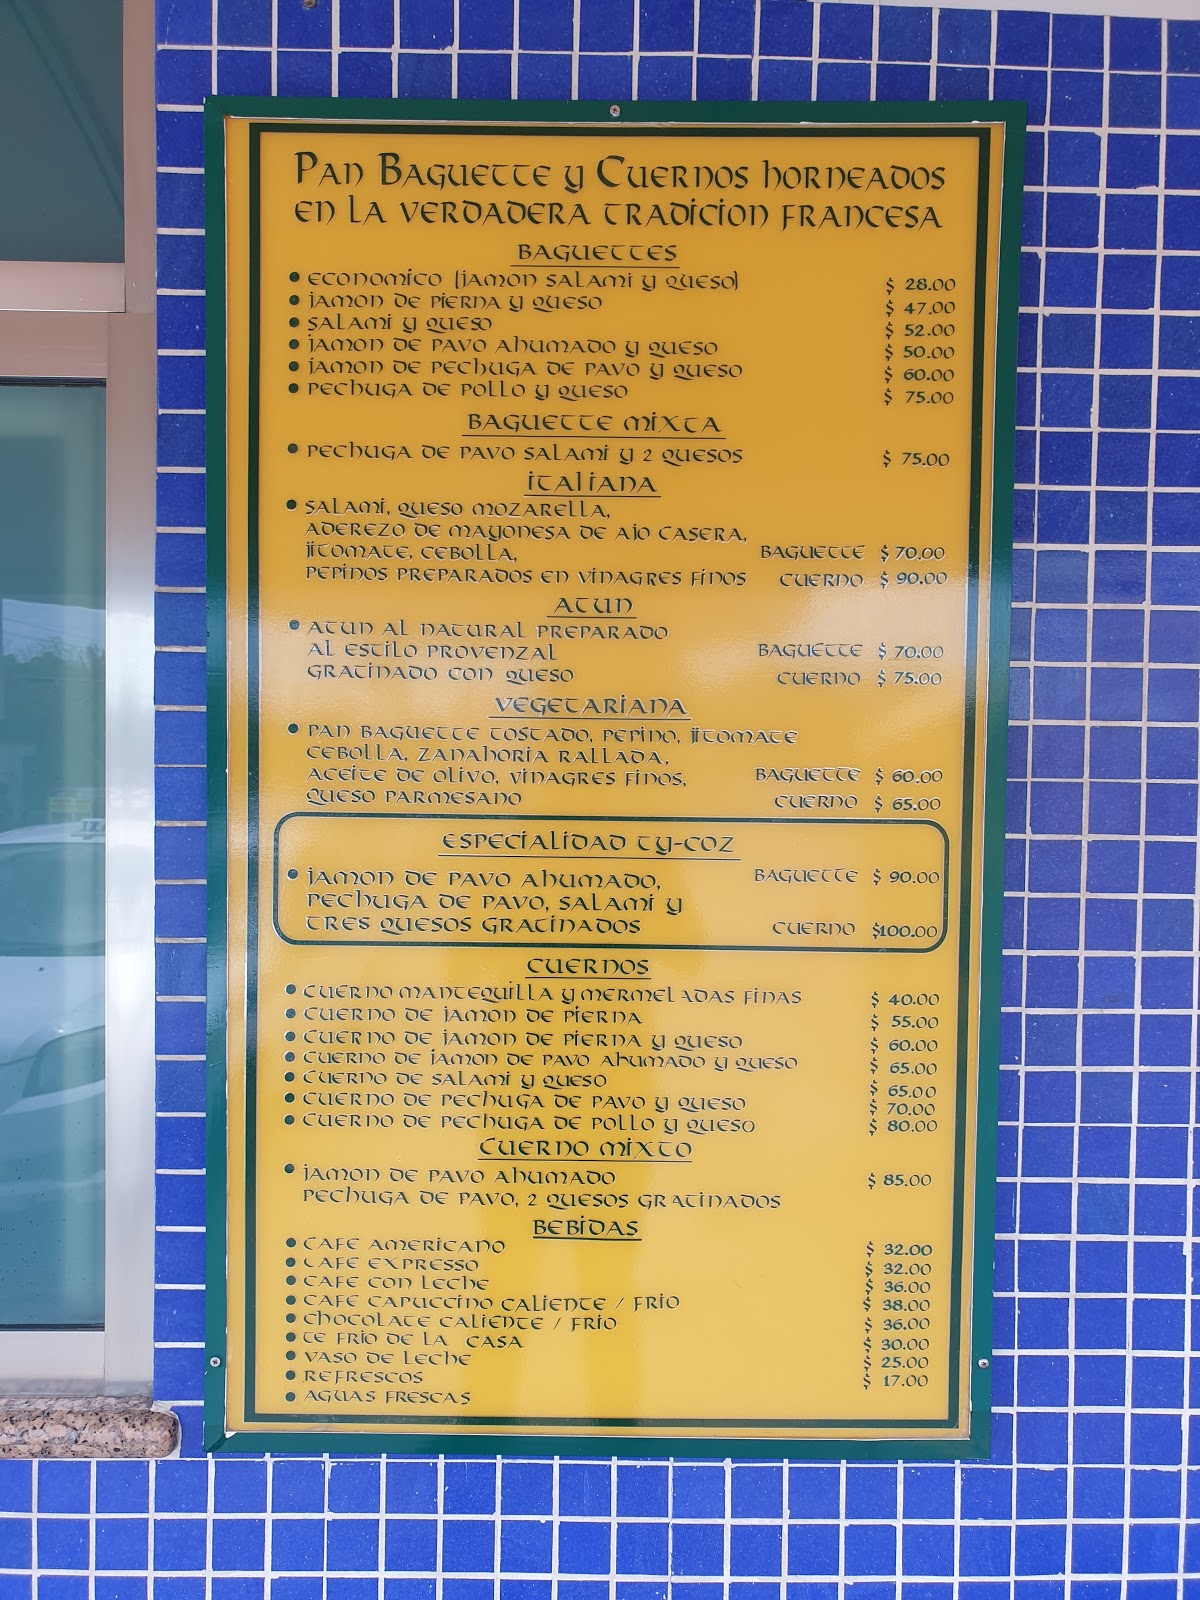 Pan Baguette y Cuernos horneados
en la verdadera tradicion francesa
Baguettes
• economico (jamon salami y queso) $ 28.00
• jamon de pierna y queso $ 47.00
• salami y queso $ 52.00
• jamon de pavo ahumado y queso $ 50.00
• jamon de pechuga de pavo y queso $ 60.00
• pechuga de pollo y queso $ 75.00
Baguette mixta
• pechuga de pavo salami y 2 quesos $ 75.00
italiana
• salami, queso mozarella,
aderezo de mayonesa de ajo casera,
jitomate, cebolla, Baguette $ 70.00
pepinos preparados en vinagres finos cuerno $ 90.00
atun
• atun al natural preparado
al estilo provenzal Baguette $ 70.00
gratinado con queso cuerno $ 75.00
vegetariana
• pan baguette tostado, pepino, jitomate
cebolla, zanahoria rallada,
aceite de olivo, vinagres finos, Baguette $ 60.00
queso parmesano cuerno $ 65.00
especialidad ty-coz
• jamon de pavo ahumado, Baguette $ 90.00
pechuga de pavo, salami y
tres quesos gratinados cuerno $100.00
cuernos
• cuerno mantequilla y mermeladas finas $ 40.00
• cuerno de jamon de pierna $ 55.00
• cuerno de jamon de pierna y queso $ 60.00
• cuerno de jamon de pavo ahumado y queso $ 65.00
• cuerno de salami y queso $ 65.00
• cuerno de pechuga de pavo y queso $ 70.00
• cuerno de pechuga de pollo y queso $ 80.00
cuerno mixto
• jamon de pavo ahumado $ 85.00
pechuga de pavo, 2 quesos gratinados
Bebidas
• cafe americano $ 32.00
• cafe expresso $ 32.00
• cafe con leche $ 36.00
• cafe capuccino caliente / frio $ 38.00
• chocolate caliente / frio $ 36.00
• te frio de la casa $ 30.00
• vaso de leche $ 25.00
• refrescos $ 17.00
• aguas frescas